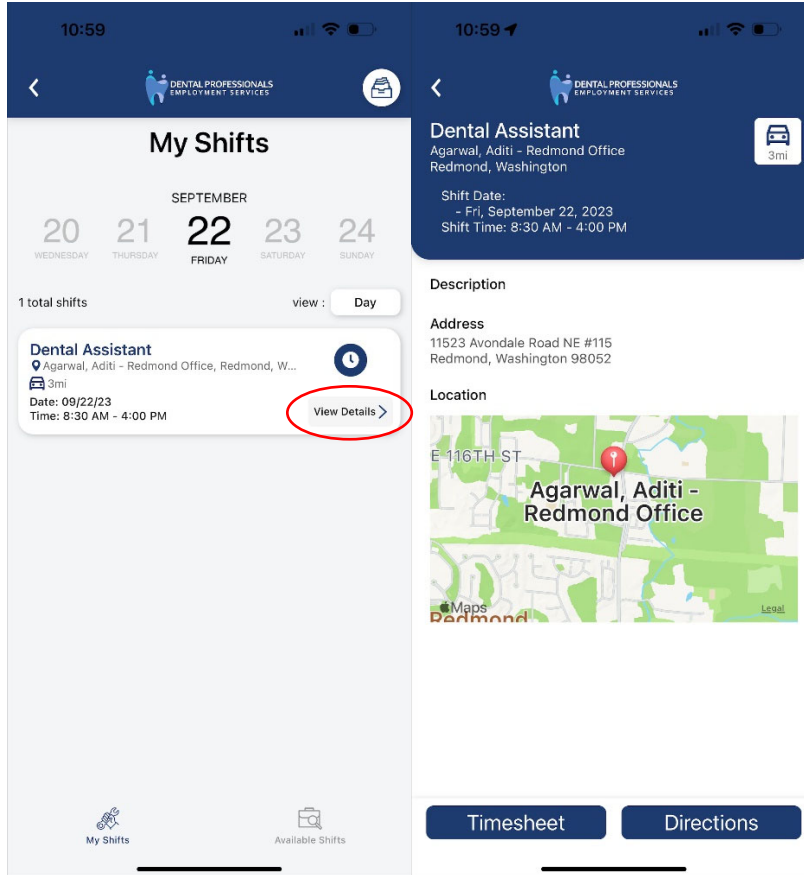 10:59
DENTAL PROFESSIONALS
EMPLOYMENT SERVICES
My Shifts
SEPTEMBER
20 21 22 23 24
WEDNESDAY THURSDAY FRIDAY SATURDAY SUNDAY
1 total shifts view : Day
Dental Assistant
Agarwal, Aditi - Redmond Office, Redmond, W...
3mi
Date: 09/22/23
Time: 8:30 AM - 4:00 PM
View Details
My Shifts
Available Shifts
10:59
DENTAL PROFESSIONALS
EMPLOYMENT SERVICES
Dental Assistant
Agarwal, Aditi - Redmond Office
Redmond, Washington
3mi
Shift Date:
- Fri, September 22, 2023
Shift Time: 8:30 AM - 4:00 PM
Description
Address
11523 Avondale Road NE #115
Redmond, Washington 98052
Location
E 116TH ST
Agarwal, Aditi -
Redmond Office
Maps
Legal
Redmond
Timesheet
Directions